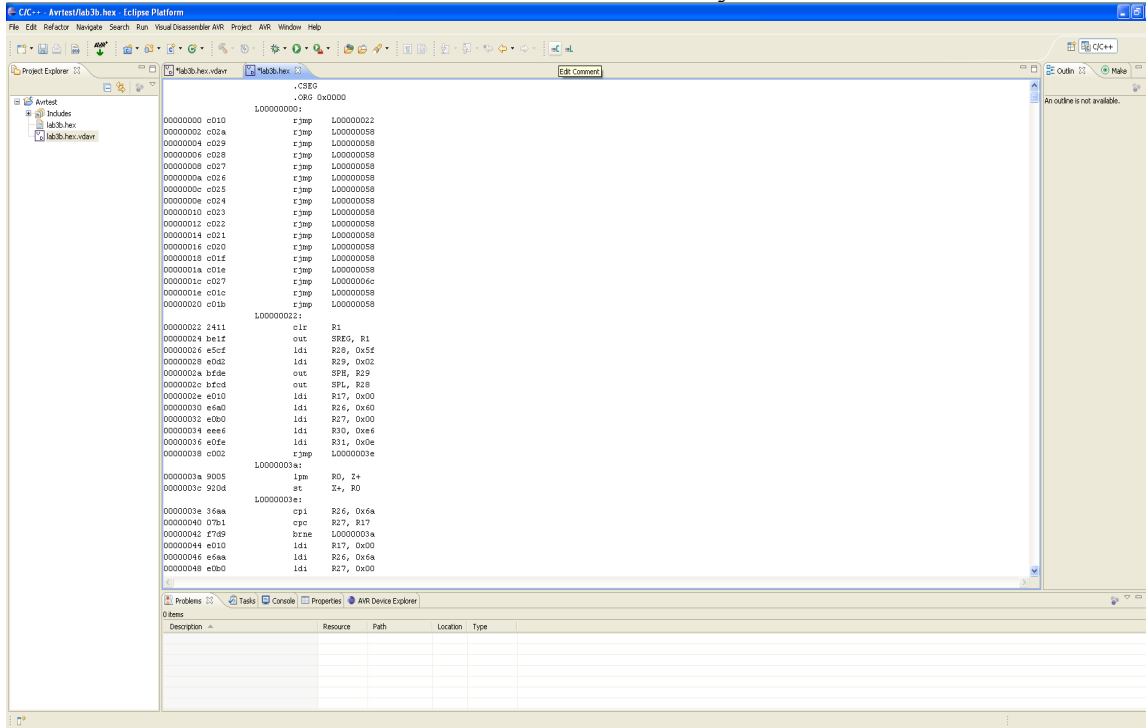 C/C++ - Avrtest/lab3b.hex - Eclipse Platform
File Edit Refactor Navigate Search Run Visual Disassembler AVR Project AVR Window Help
C/C++
Project Explorer
*lab3b.hex.vdavr
*lab3b.hex
Edit Comment
Outlin
Make
An outline is not available.
Avrtest
Includes
lab3b.hex
lab3b.hex.vdavr
.CSEG
.ORG 0x0000
L00000000:
00000000 c010 rjmp L00000022
00000002 c02a rjmp L00000058
00000004 c029 rjmp L00000058
00000006 c028 rjmp L00000058
00000008 c027 rjmp L00000058
0000000a c026 rjmp L00000058
0000000c c025 rjmp L00000058
0000000e c024 rjmp L00000058
00000010 c023 rjmp L00000058
00000012 c022 rjmp L00000058
00000014 c021 rjmp L00000058
00000016 c020 rjmp L00000058
00000018 c01f rjmp L00000058
0000001a c01e rjmp L00000058
0000001c c027 rjmp L0000006c
0000001e c01c rjmp L00000058
00000020 c01b rjmp L00000058
L00000022:
00000022 2411 clr R1
00000024 be1f out SREG, R1
00000026 e5cf ldi R28, 0x5f
00000028 e0d2 ldi R29, 0x02
0000002a bfde out SPH, R29
0000002c bfcd out SPL, R28
0000002e e010 ldi R17, 0x00
00000030 e6a0 ldi R26, 0x60
00000032 e0b0 ldi R27, 0x00
00000034 eee6 ldi R30, 0xe6
00000036 e0fe ldi R31, 0x0e
00000038 c002 rjmp L0000003e
L0000003a:
0000003a 9005 lpm R0, Z+
0000003c 920d st X+, R0
L0000003e:
0000003e 36aa cpi R26, 0x6a
00000040 07b1 cpc R27, R17
00000042 f7d9 brne L0000003a
00000044 e010 ldi R17, 0x00
00000046 e6aa ldi R26, 0x6a
00000048 e0b0 ldi R27, 0x00
Problems
Tasks
Console
Properties
AVR Device Explorer
0 items
Description Resource Path Location Type